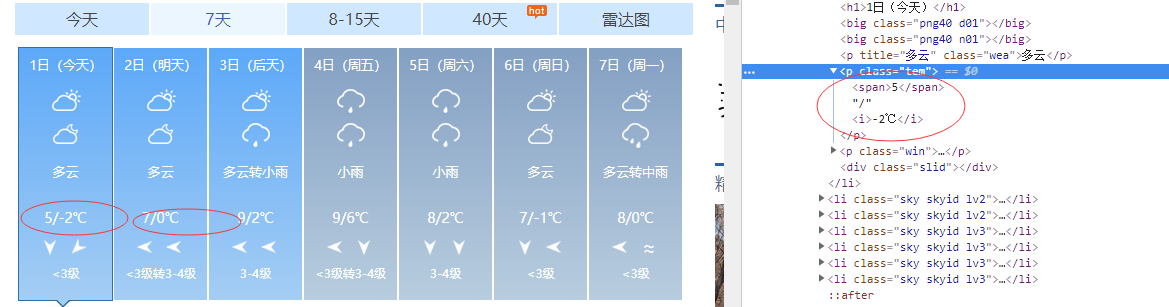 今天 7天 8-15天 40天 hot 雷达图
1日（今天） 2日（明天） 3日（后天） 4日（周五） 5日（周六） 6日（周日） 7日（周一）
多云 多云 多云转小雨 小雨 小雨 多云 多云转中雨
5/-2℃ 7/0℃ 9/2℃ 9/6℃ 8/2℃ 7/-1℃ 8/0℃
<3级 <3级转3-4级 3-4级 <3级转3-4级 3-4级 <3级 <3级
<h1>1日（今天）</h1>
<big class="png40 d01"></big>
<big class="png40 n01"></big>
<p title="多云" class="wea">多云</p>
… ▼<p class="tem"> == $0
<span>5</span>
"/"
<i>-2℃</i>
</p>
▶<p class="win">…</p>
<div class="slid"></div>
</li>
▶<li class="sky skyid lv2">…</li>
▶<li class="sky skyid lv2">…</li>
▶<li class="sky skyid lv3">…</li>
▶<li class="sky skyid lv3">…</li>
▶<li class="sky skyid lv3">…</li>
▶<li class="sky skyid lv3">…</li>
::after